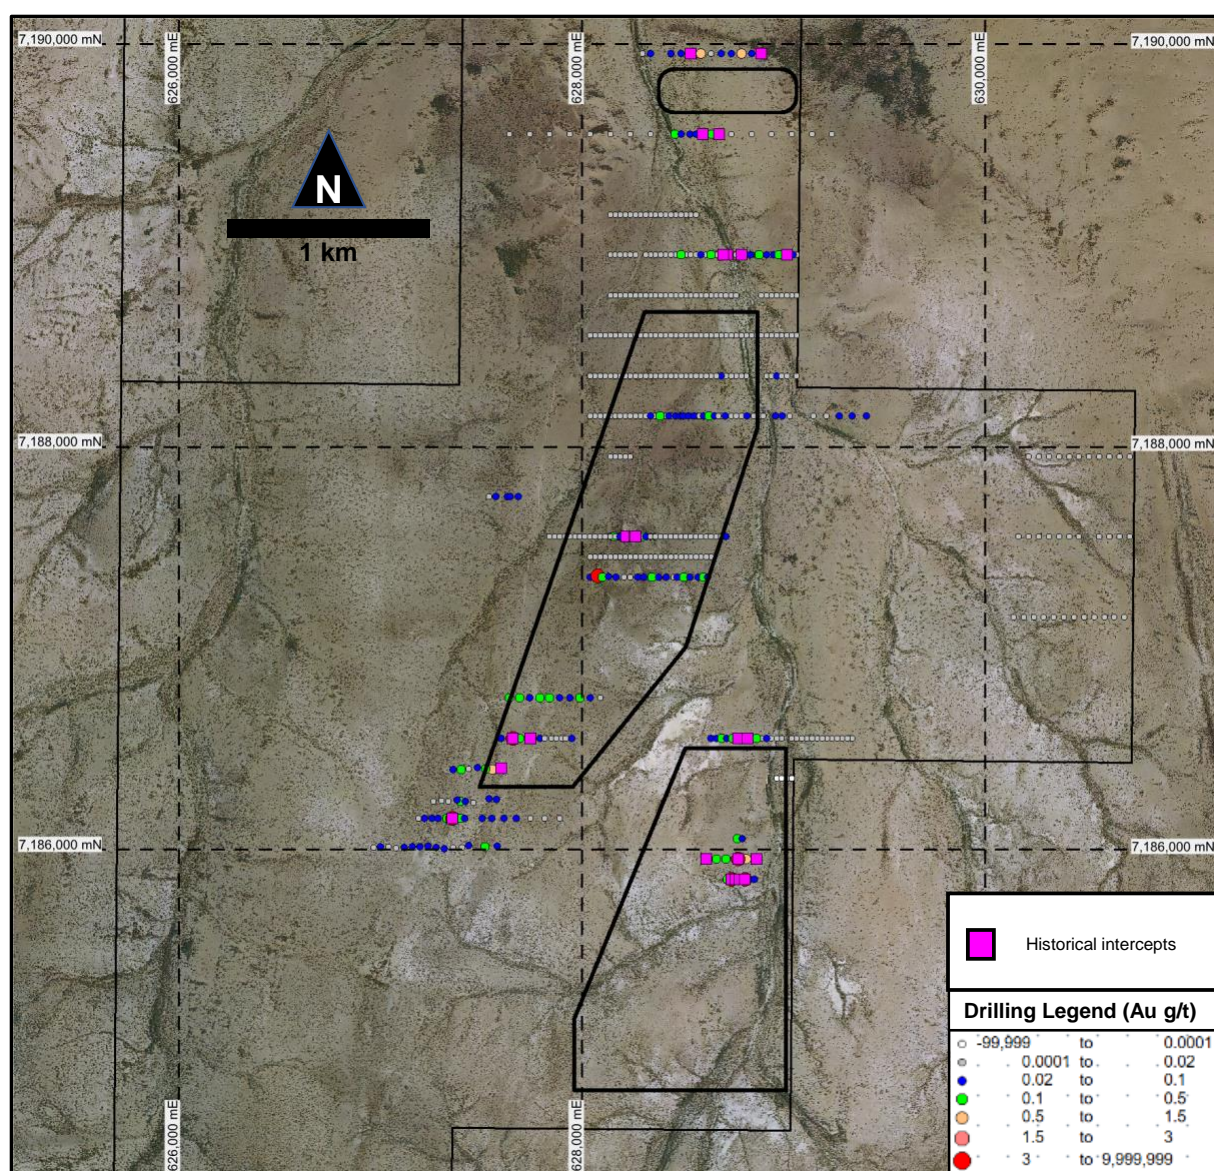 7,190,000 mN
626,000 mE
628,000 mE
630,000 mE
7,190,000 mN
N
1 km
7,188,000 mN
7,188,000 mN
7,186,000 mN
7,186,000 mN
626,000 mE
628,000 mE
Historical intercepts
Drilling Legend (Au g/t)
-99,999 to 0.0001
0.0001 to 0.02
0.02 to 0.1
0.1 to 0.5
0.5 to 1.5
1.5 to 3
3 to 9,999,999